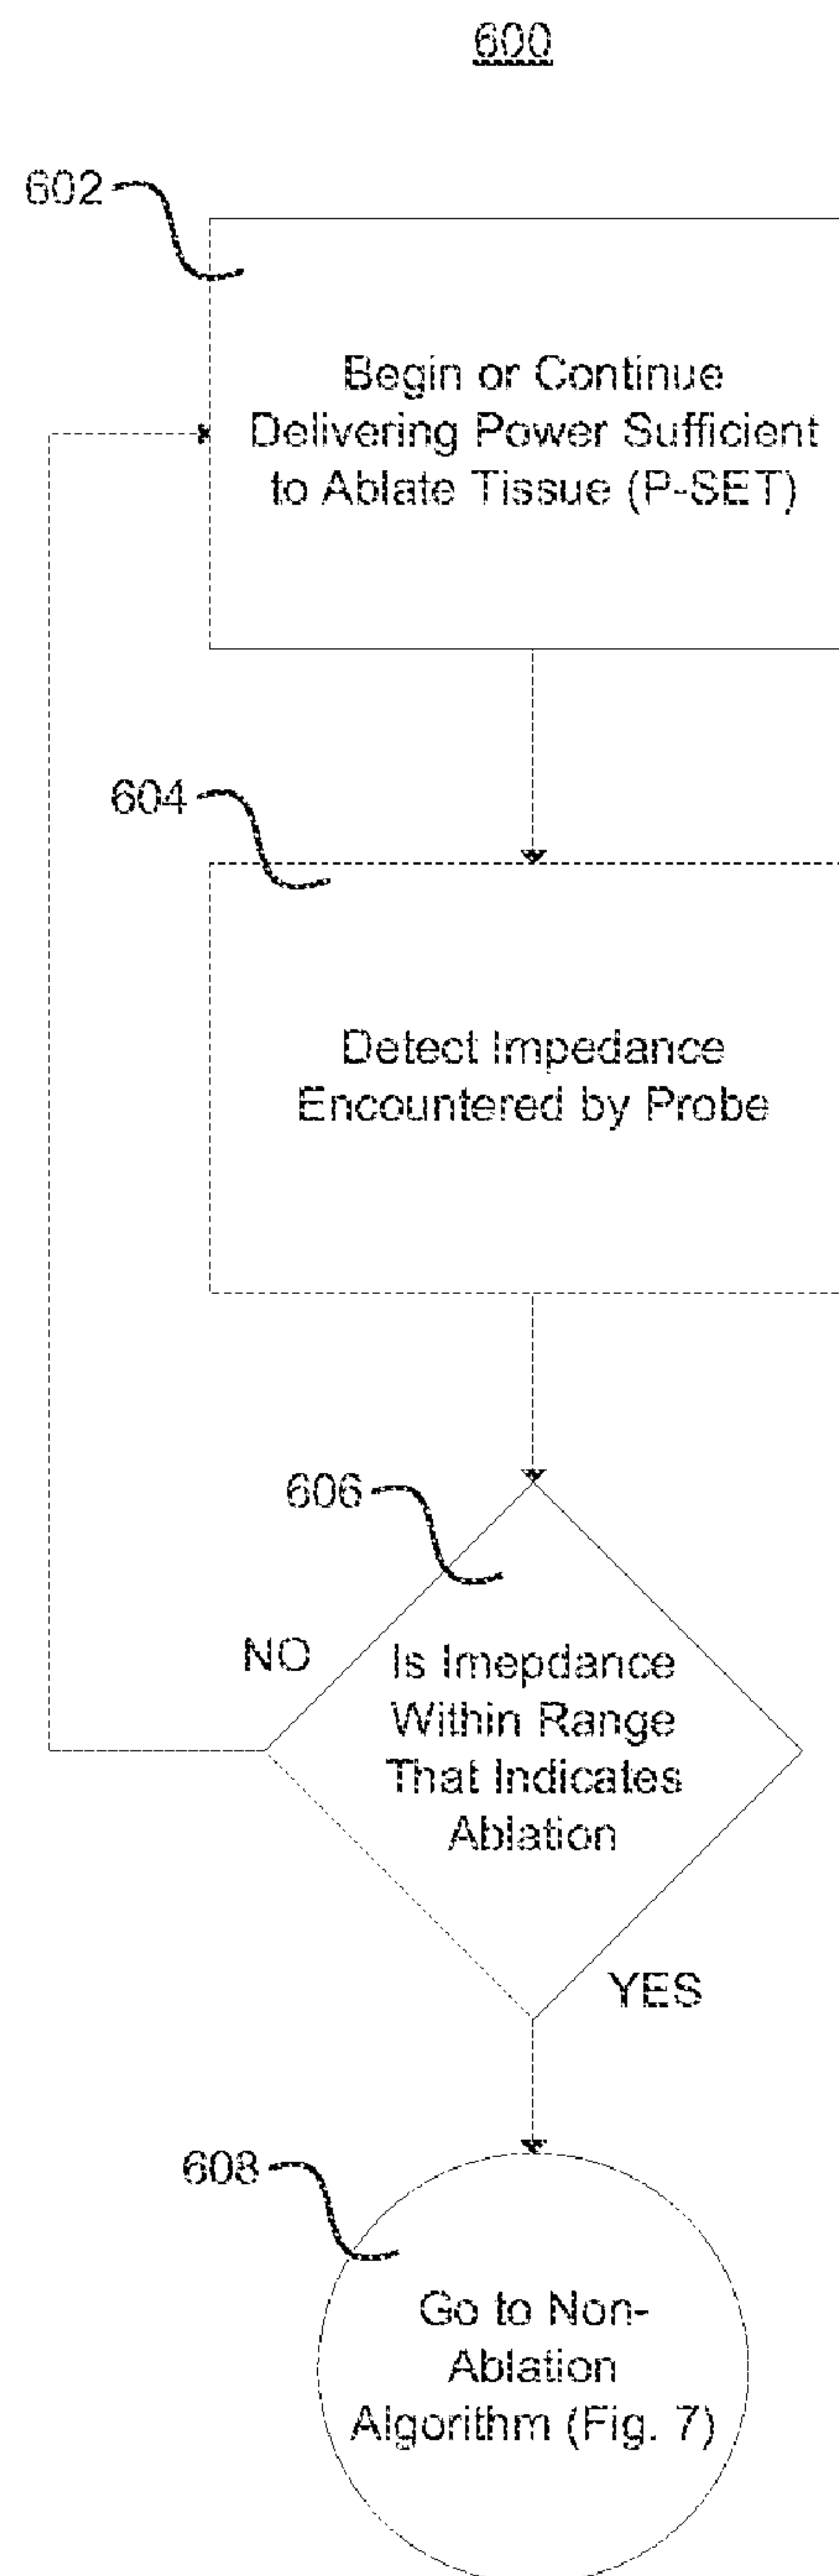 600
602
Begin or Continue
Delivering Power Sufficient
to Ablate Tissue (P-SET)
604
Detect Impedance
Encountered by Probe
606
NO
Is Imepdance
Within Range
That Indicates
Ablation
YES
608
Go to Non-
Ablation
Algorithm (Fig. 7)